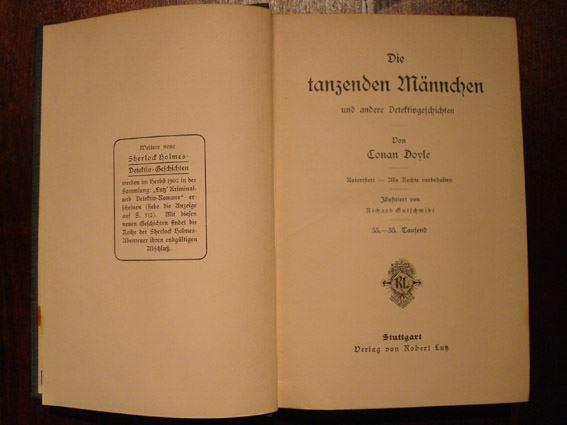 Weitere neue
Sherlock Holmes-
Detektiv-Geschichten
werden im Herbst 1907 in der
Sammlung: „Lutz' Kriminal-
und Detektiv-Romane“ er-
scheinen (siehe die Anzeige
auf S. 312). Mit diesen
neuen Geschichten findet die
Reihe der Sherlock Holmes-
Abenteuer ihren endgültigen
Abschluß.
Die
tanzenden Männchen
und andere Detektivgeschichten
Von
Conan Doyle
Autorisiert — Alle Rechte vorbehalten
Illustriert von
Richard Gutschmidt
33.—35. Tausend
RL
Stuttgart
Verlag von Robert Lutz